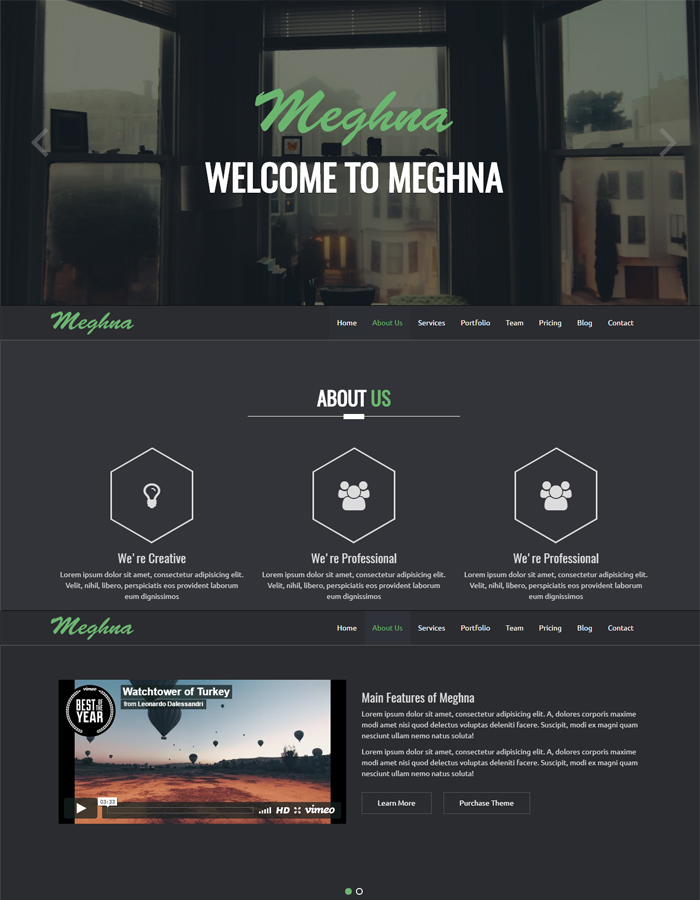 Meghna
WELCOME TO MEGHNA
Meghna
Home About Us Services Portfolio Team Pricing Blog Contact
ABOUT US
We're Creative
Lorem ipsum dolor sit amet, consectetur adipisicing elit.
Velit, nihil, libero, perspiciatis eos provident laborum
eum dignissimos
We're Professional
Lorem ipsum dolor sit amet, consectetur adipisicing elit.
Velit, nihil, libero, perspiciatis eos provident laborum
eum dignissimos
We're Professional
Lorem ipsum dolor sit amet, consectetur adipisicing elit.
Velit, nihil, libero, perspiciatis eos provident laborum
eum dignissimos
Meghna
Home About Us Services Portfolio Team Pricing Blog Contact
vimeo
BEST OF THE
YEAR
Watchtower of Turkey
from Leonardo Dalessandri
03:33
HD vimeo
Main Features of Meghna
Lorem ipsum dolor sit amet, consectetur adipisicing elit. A, dolores corporis maxime
modi amet nisi quod delectus voluptas deleniti facere. Suscipit, modi ex magni quam
nesciunt ullam nemo natus soluta!
Lorem ipsum dolor sit amet, consectetur adipisicing elit. A, dolores corporis maxime
modi amet nisi quod delectus voluptas deleniti facere. Suscipit, modi ex magni quam
nesciunt ullam nemo natus soluta!
Learn More
Purchase Theme